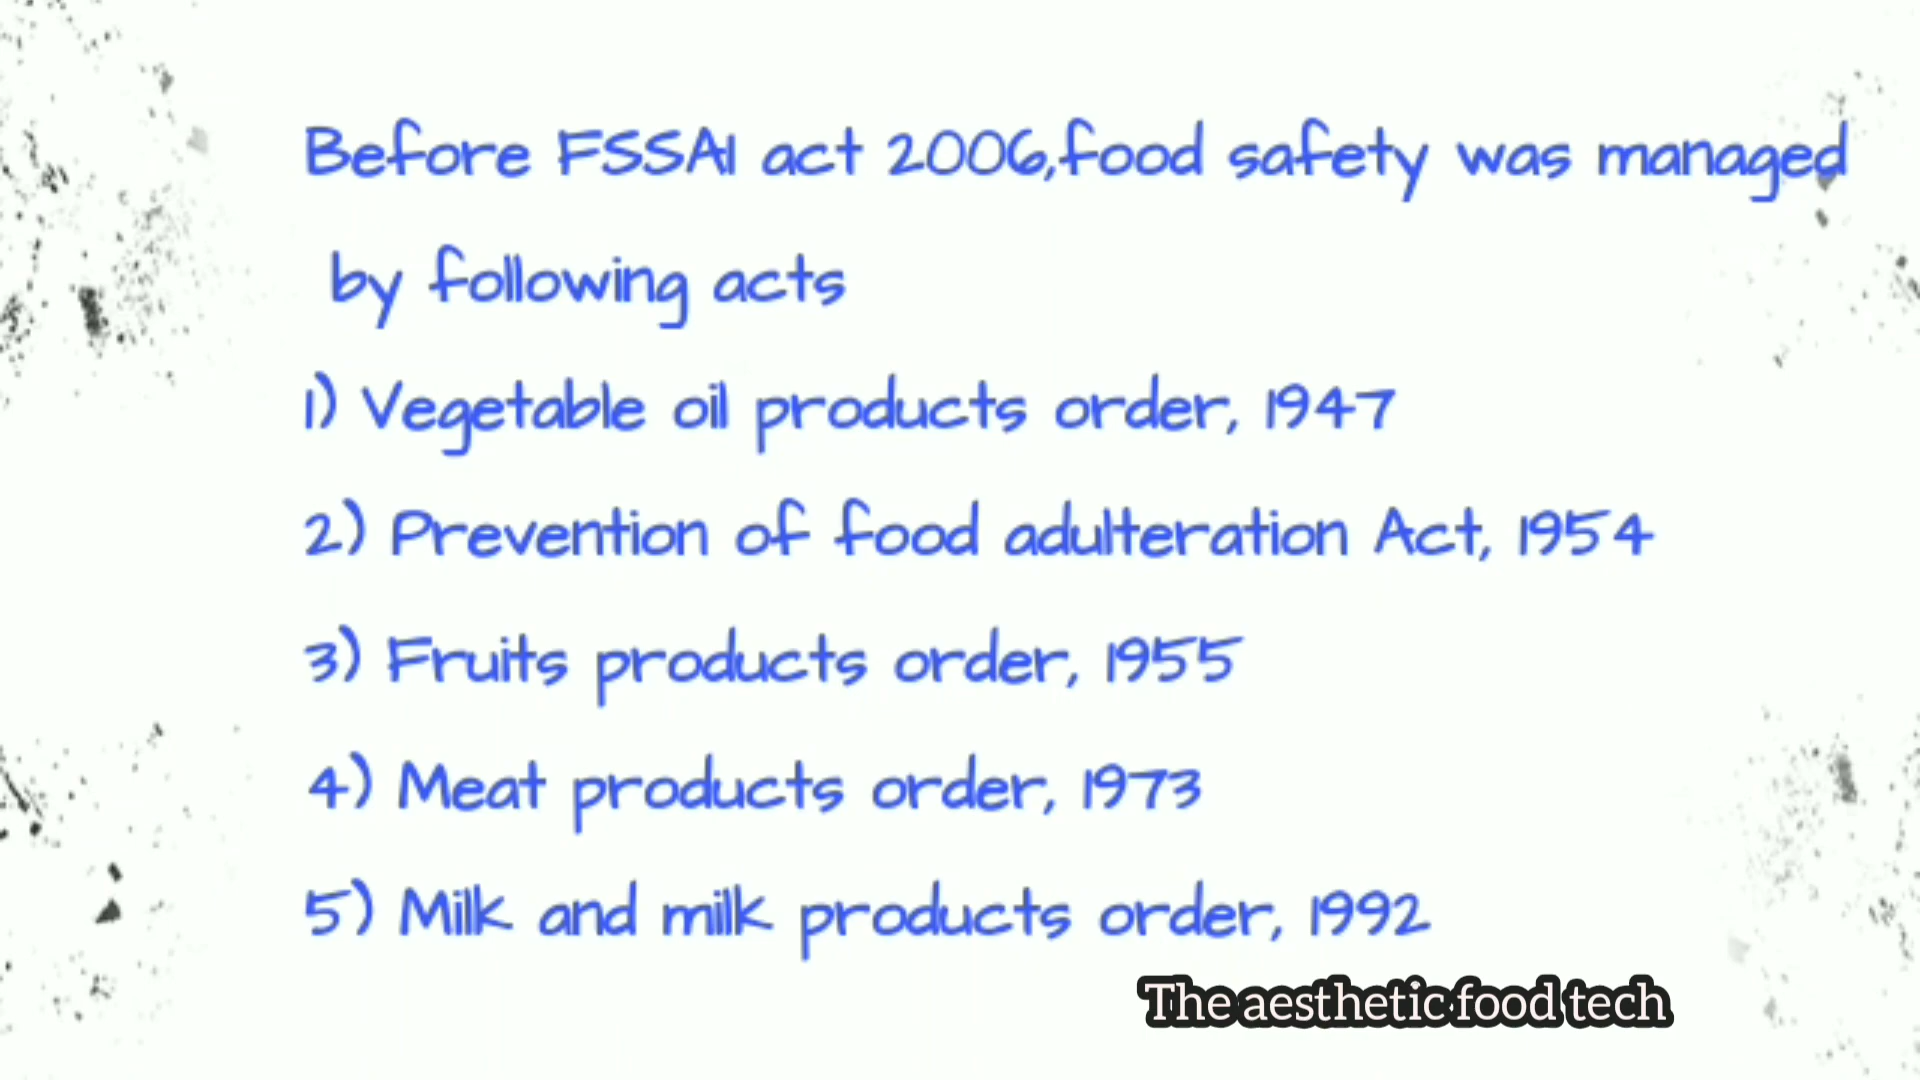 Before FSSAI act 2006,food safety was managed
by following acts
1) Vegetable oil products order, 1947
2) Prevention of food adulteration Act, 1954
3) Fruits products order, 1955
4) Meat products order, 1973
5) Milk and milk products order, 1992
The aesthetic food tech